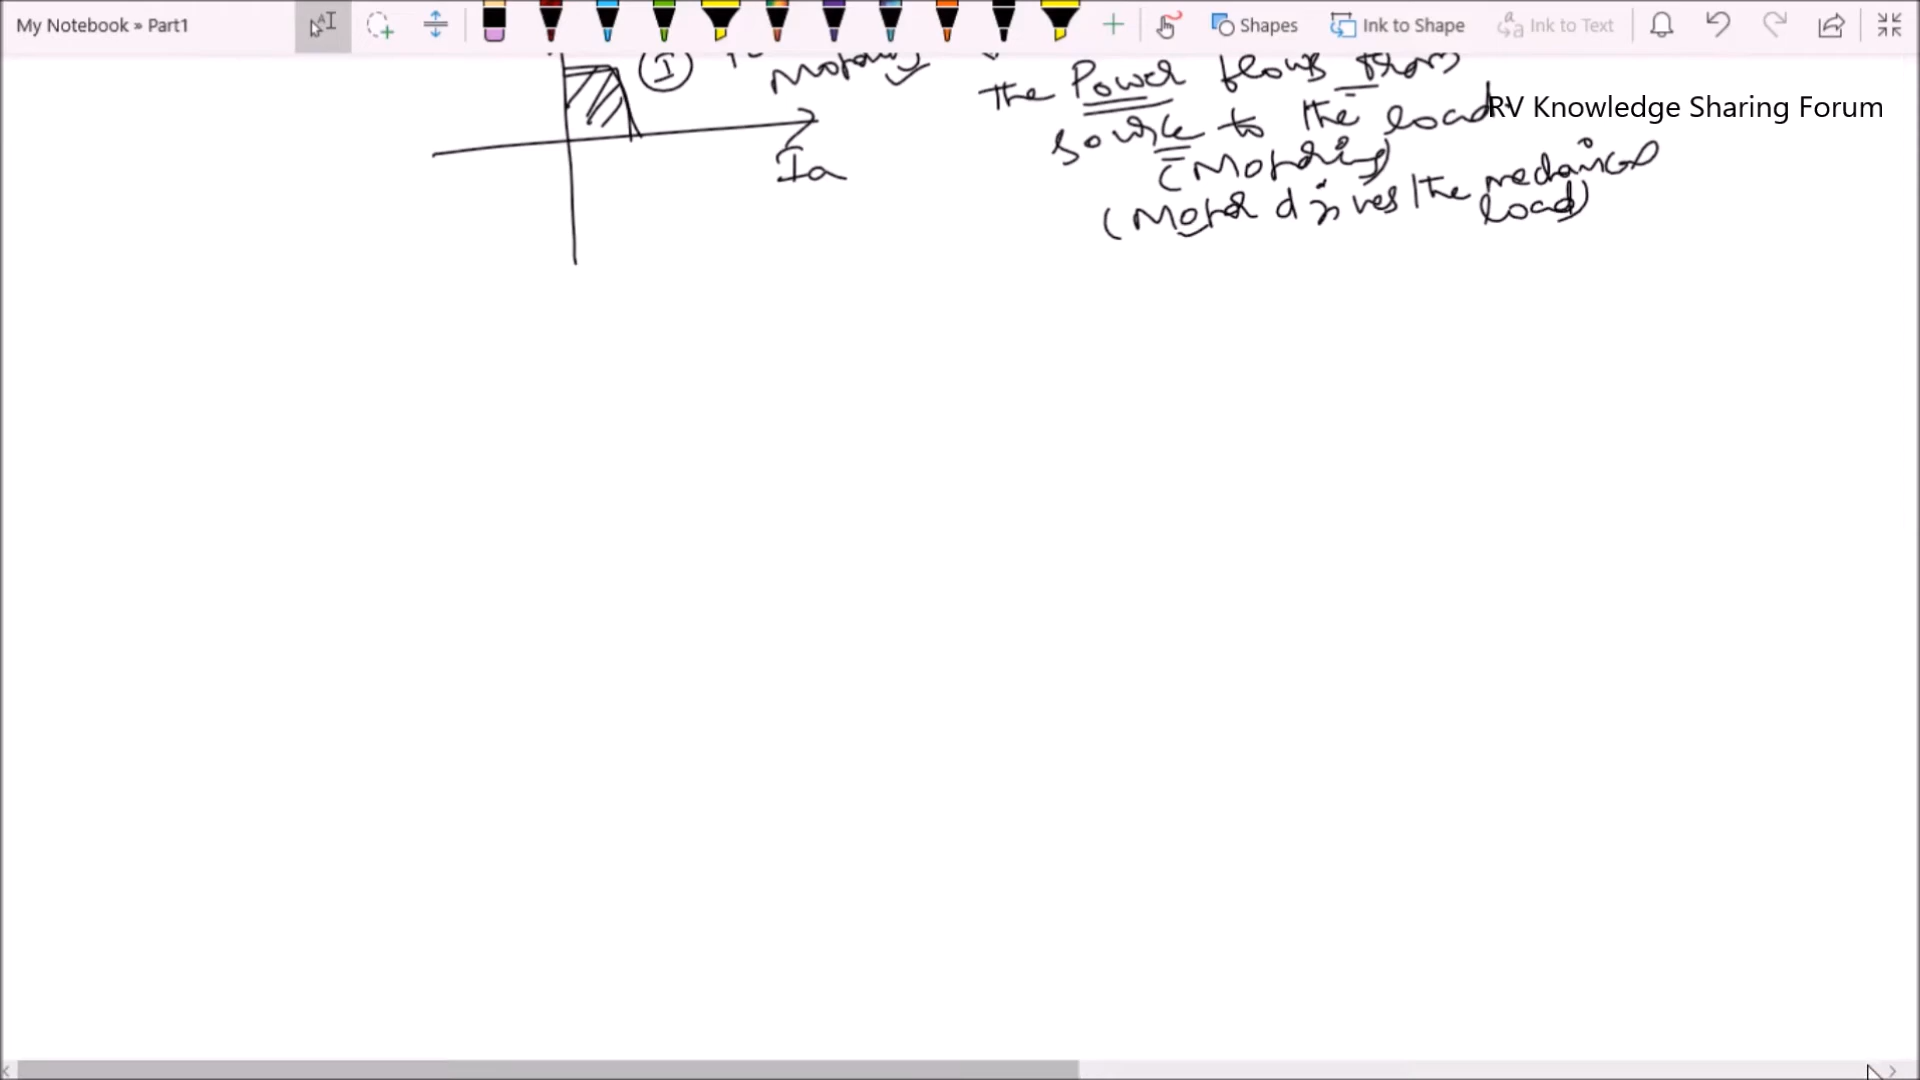 My Notebook » Part1
Shapes
Ink to Shape
Ink to Text
I
Motoring
the Power flows from
source to the load.
RV Knowledge Sharing Forum
(Motoring)
(Motor drives the mechanical
load)
Ia